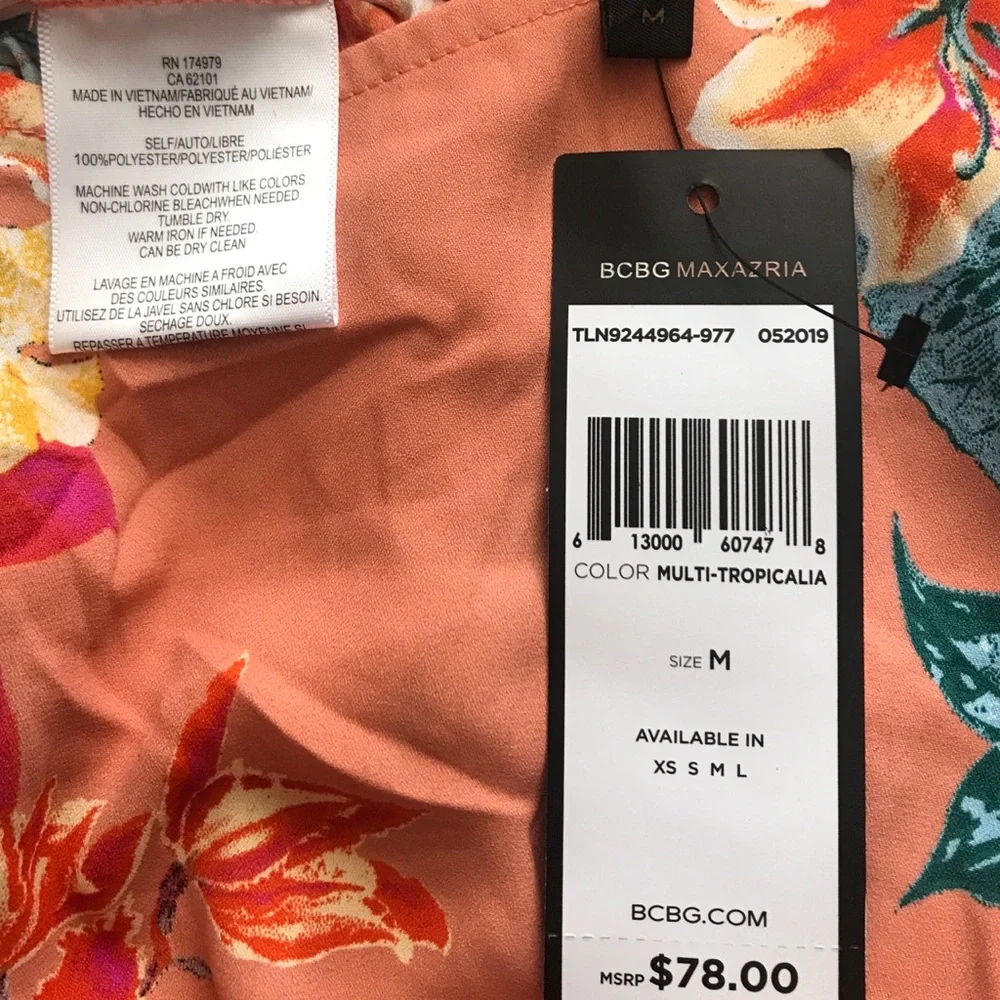 RN 174979
CA 62101
MADE IN VIETNAM/FABRIQUÉ AU VIETNAM/
HECHO EN VIETNAM
SELF/AUTO/LIBRE
100%POLYESTER/POLYESTER/POLIÉSTER
MACHINE WASH COLDWITH LIKE COLORS
NON-CHLORINE BLEACHWHEN NEEDED
TUMBLE DRY.
WARM IRON IF NEEDED.
CAN BE DRY CLEAN
LAVAGE EN MACHINE A FROID AVEC
DES COULEURS SIMILAIRES.
UTILISEZ DE LA JAVEL SANS CHLORE SI BESOIN.
SECHAGE DOUX.
REPASSER A TEMPERATURE MOYENNE SI
M
BCBG MAXAZRIA
TLN9244964-977 052019
6 13000 60747 8
COLOR MULTI-TROPICALIA
SIZE M
AVAILABLE IN
XS S M L
BCBG.COM
MSRP $78.00